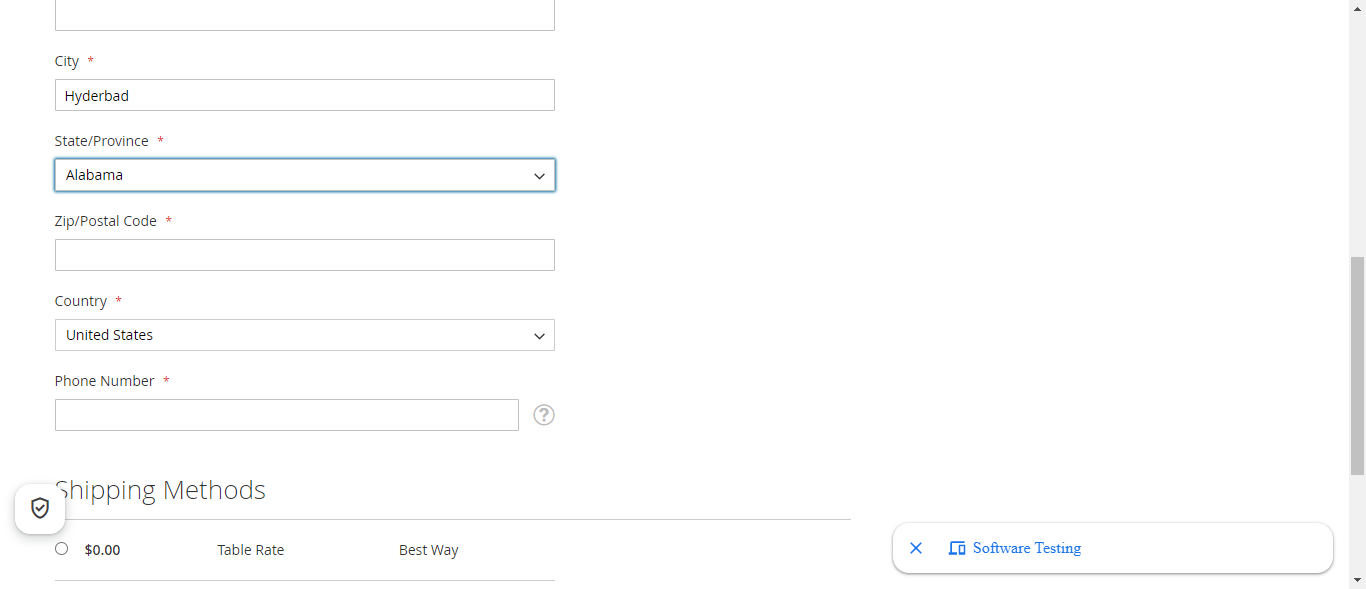 City *
Hyderbad
State/Province *
Alabama
Zip/Postal Code *
Country *
United States
Phone Number *
?
Shipping Methods
$0.00 Table Rate Best Way
Software Testing